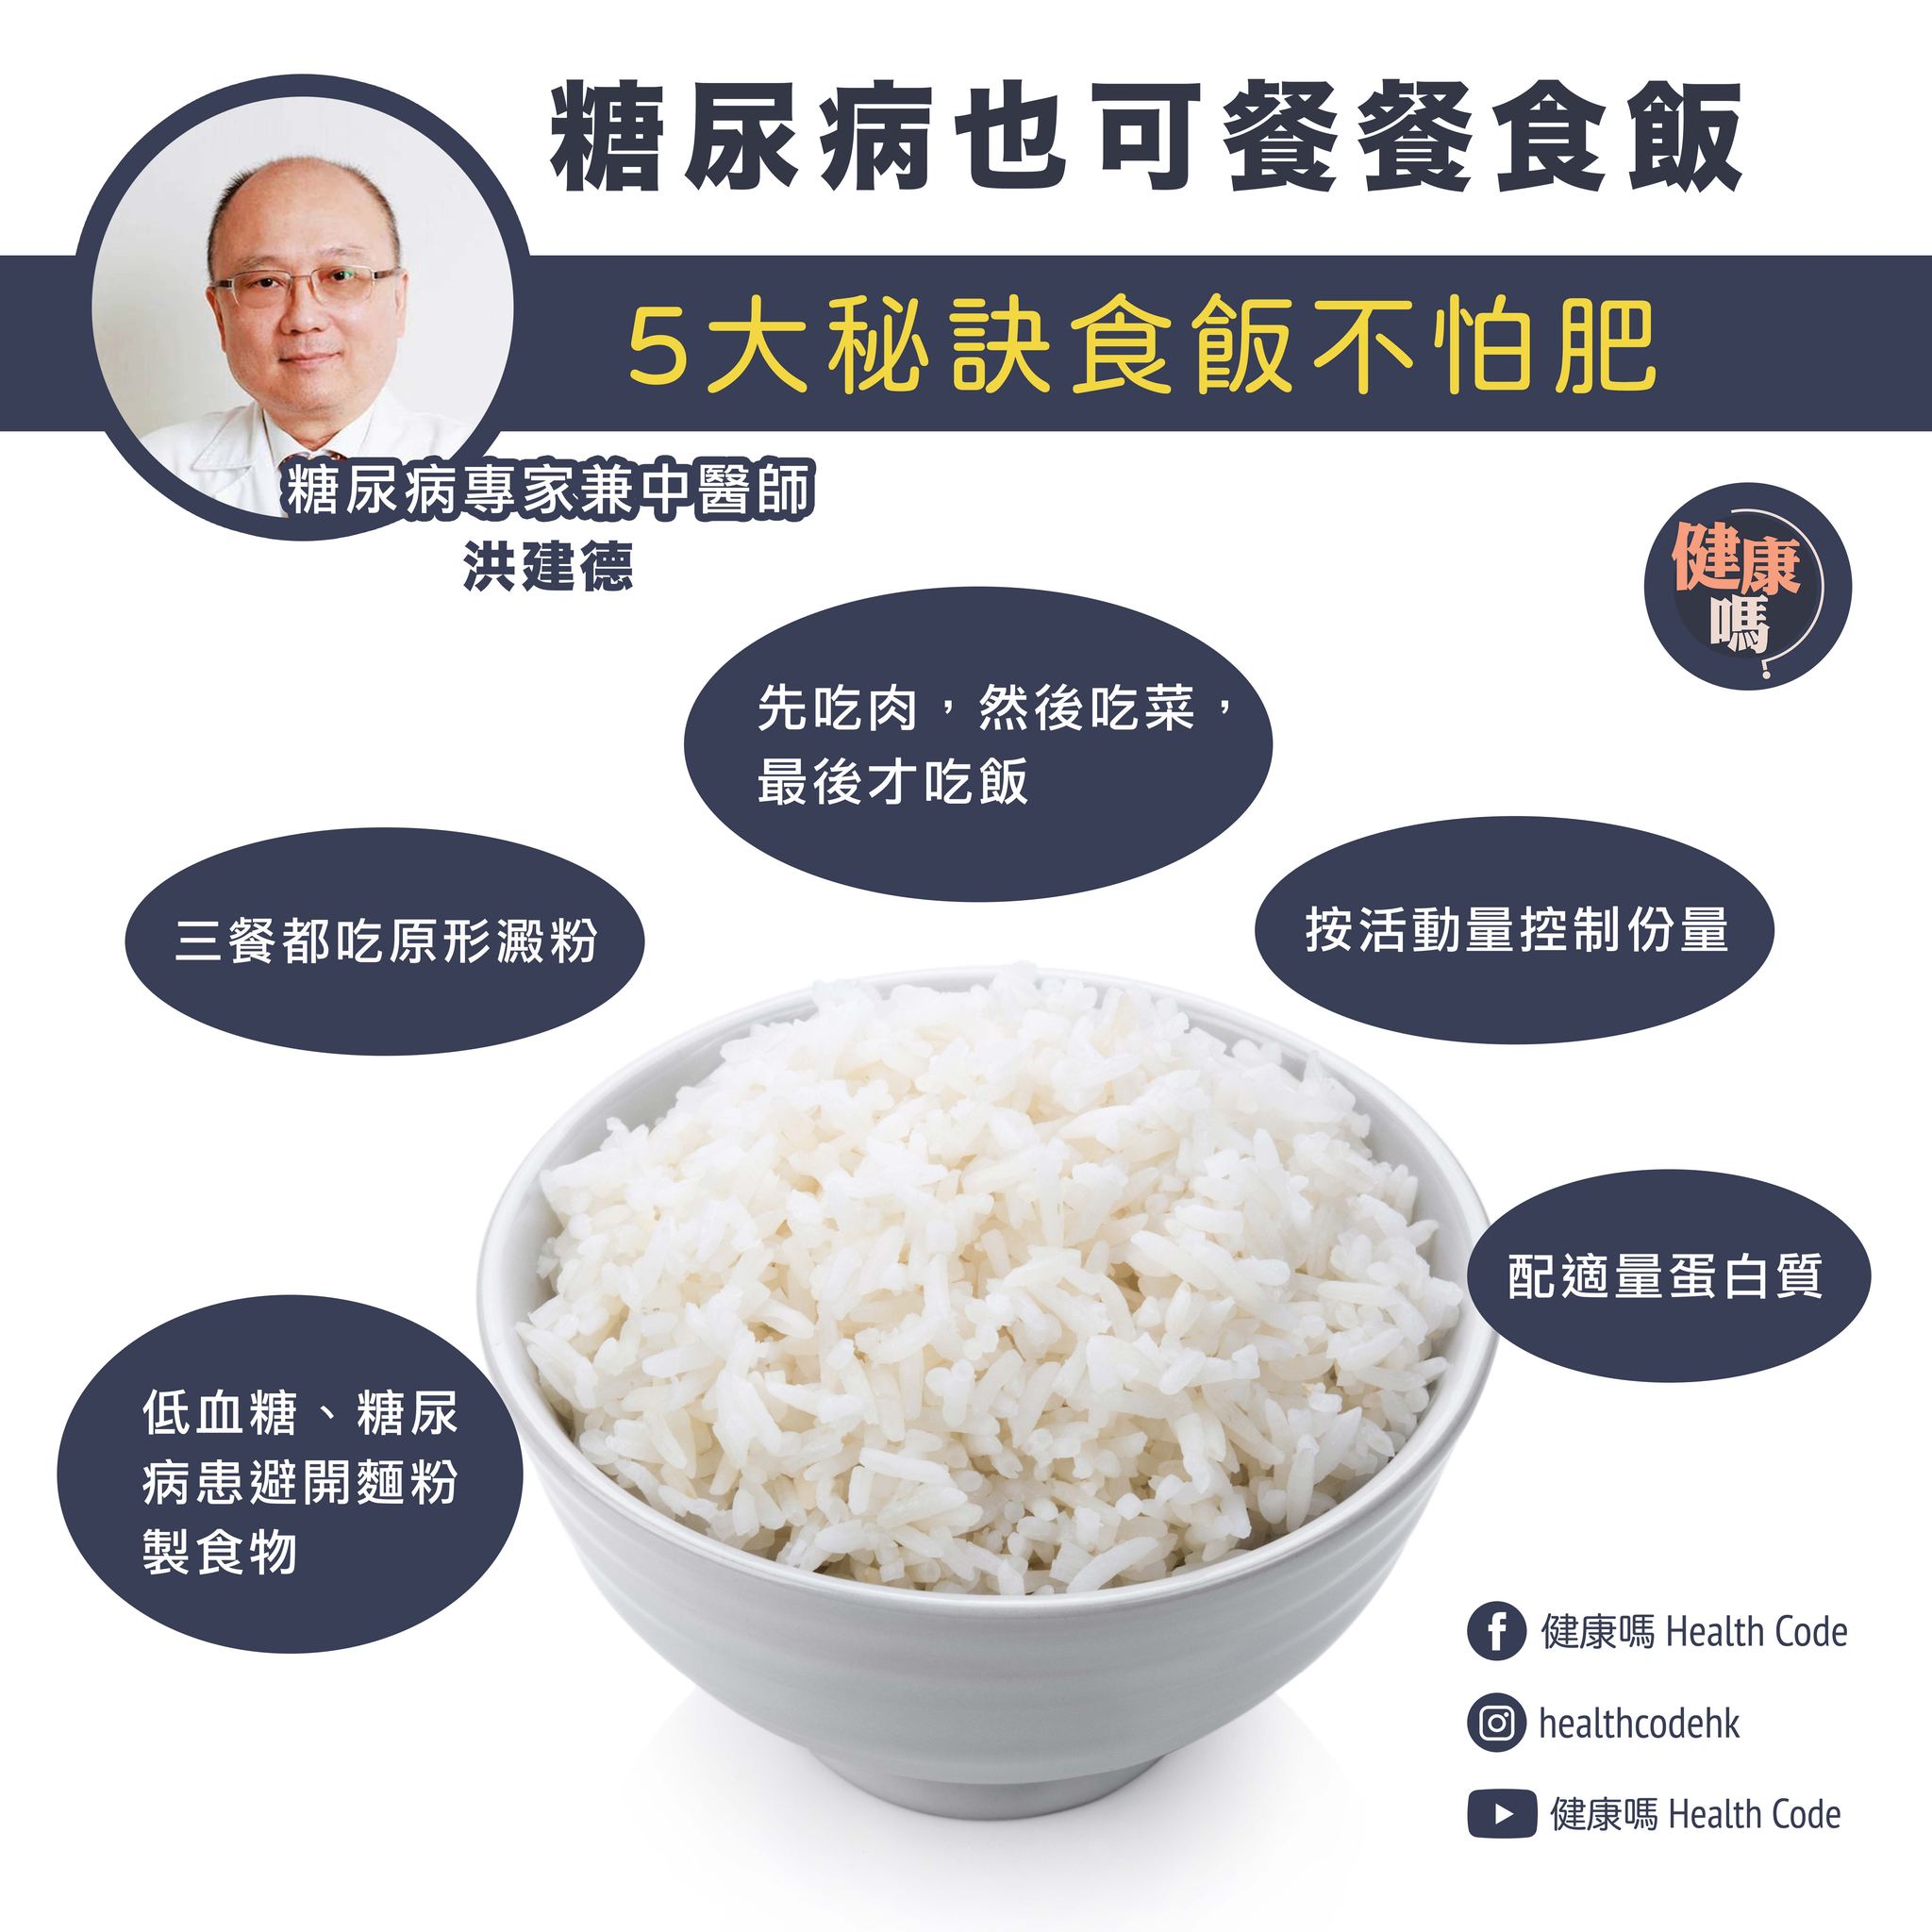 糖尿病也可餐餐食飯
5大秘訣食飯不怕肥
糖尿病專家兼中醫師
洪建德
健康
嗎
先吃肉，然後吃菜，
最後才吃飯
三餐都吃原形澱粉
按活動量控制份量
配適量蛋白質
低血糖、糖尿
病患避開麵粉
製食物
健康嗎 Health Code
healthcodehk
健康嗎 Health Code